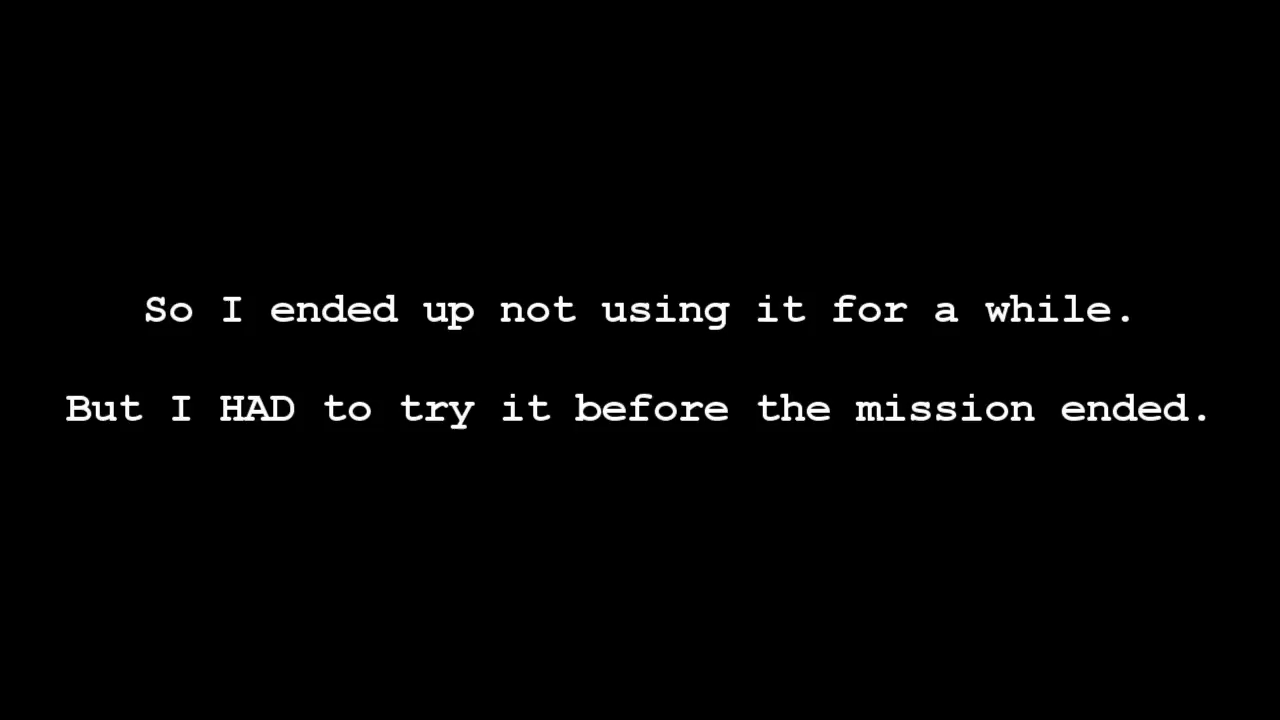 So I ended up not using it for a while.
But I HAD to try it before the mission ended.